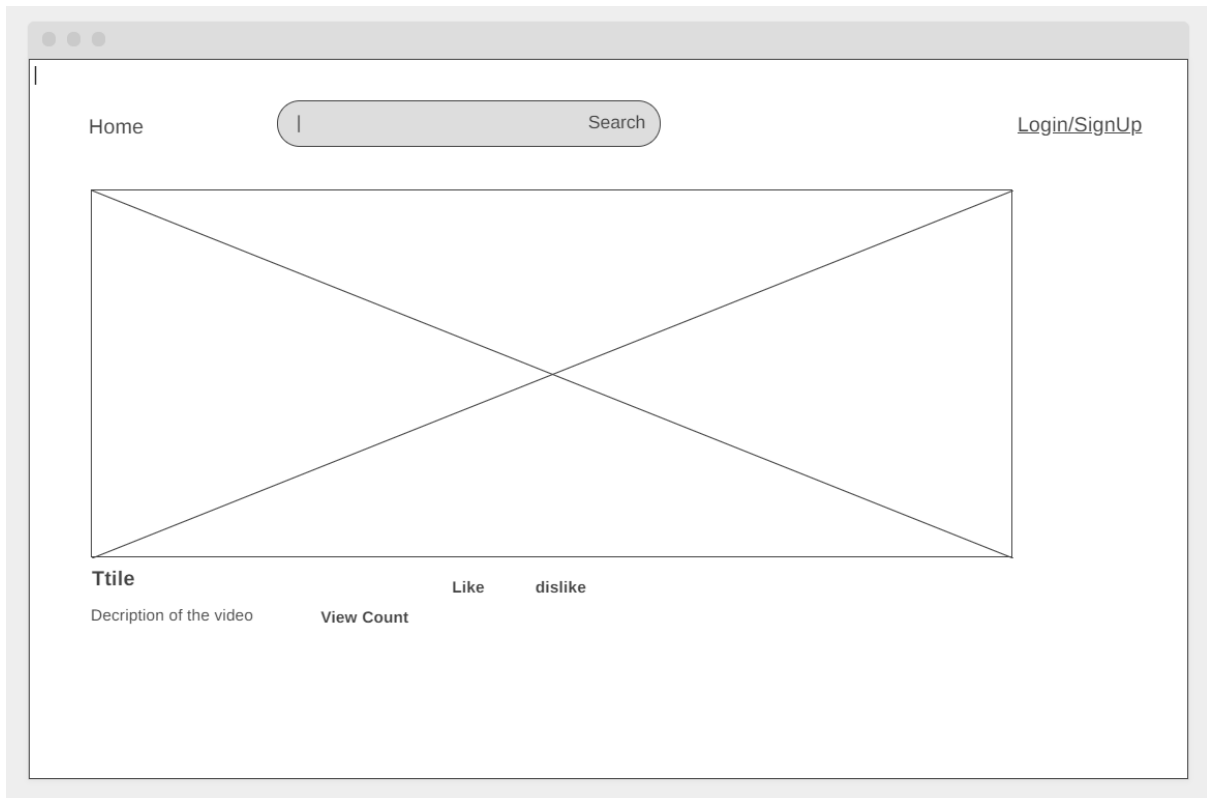 Home
Search
Login/SignUp
Ttile
Like dislike
Decription of the video
View Count